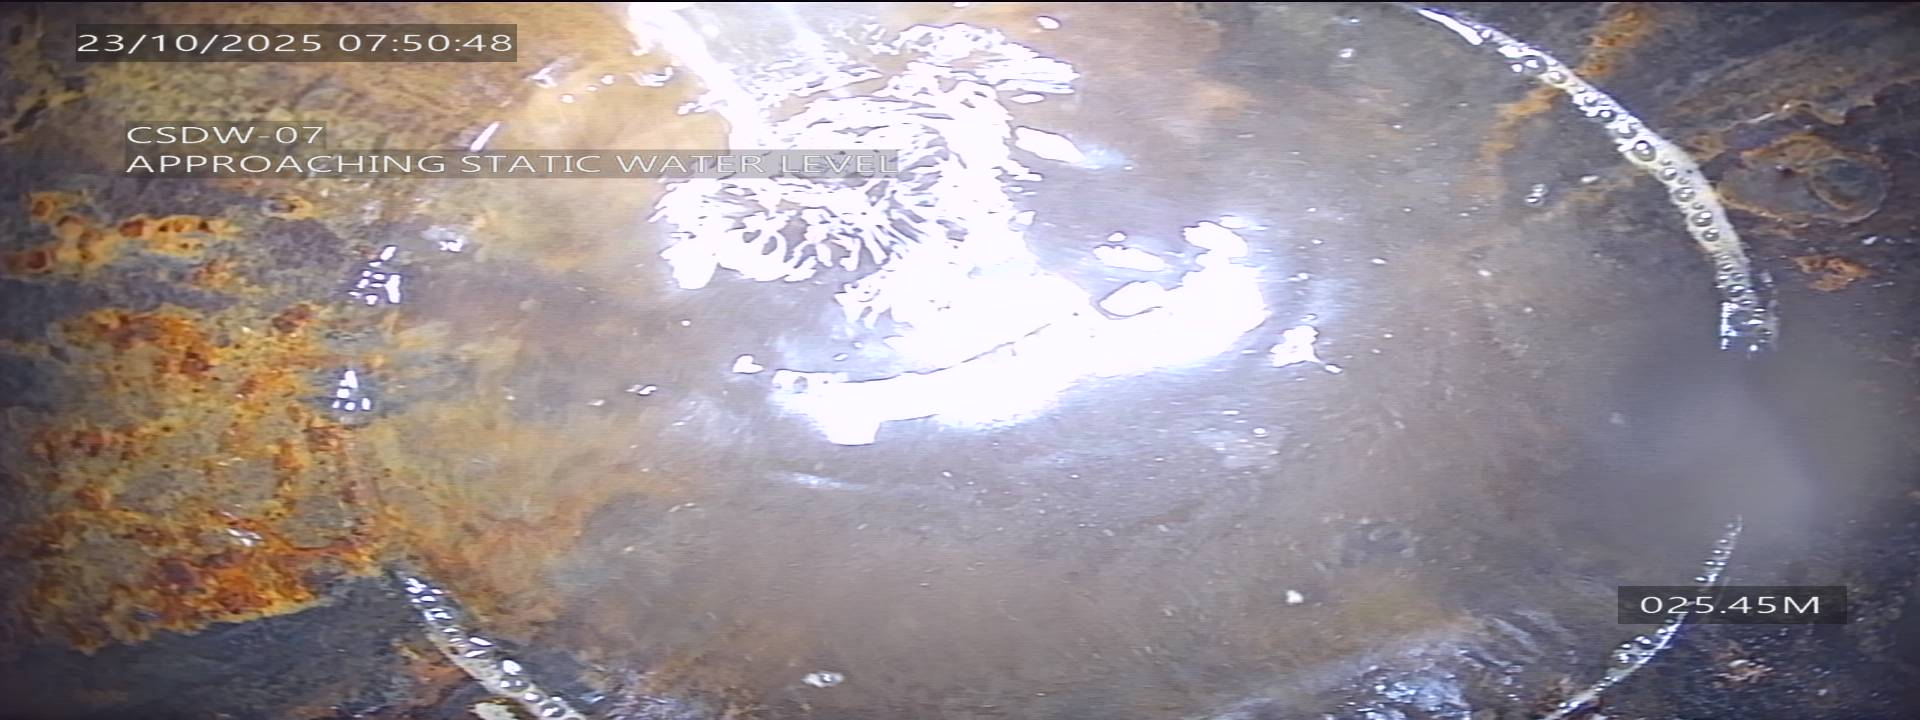 23/10/2025 07:50:48
CSDW-07
APPROACHING STATIC WATER LEVEL
025.45M